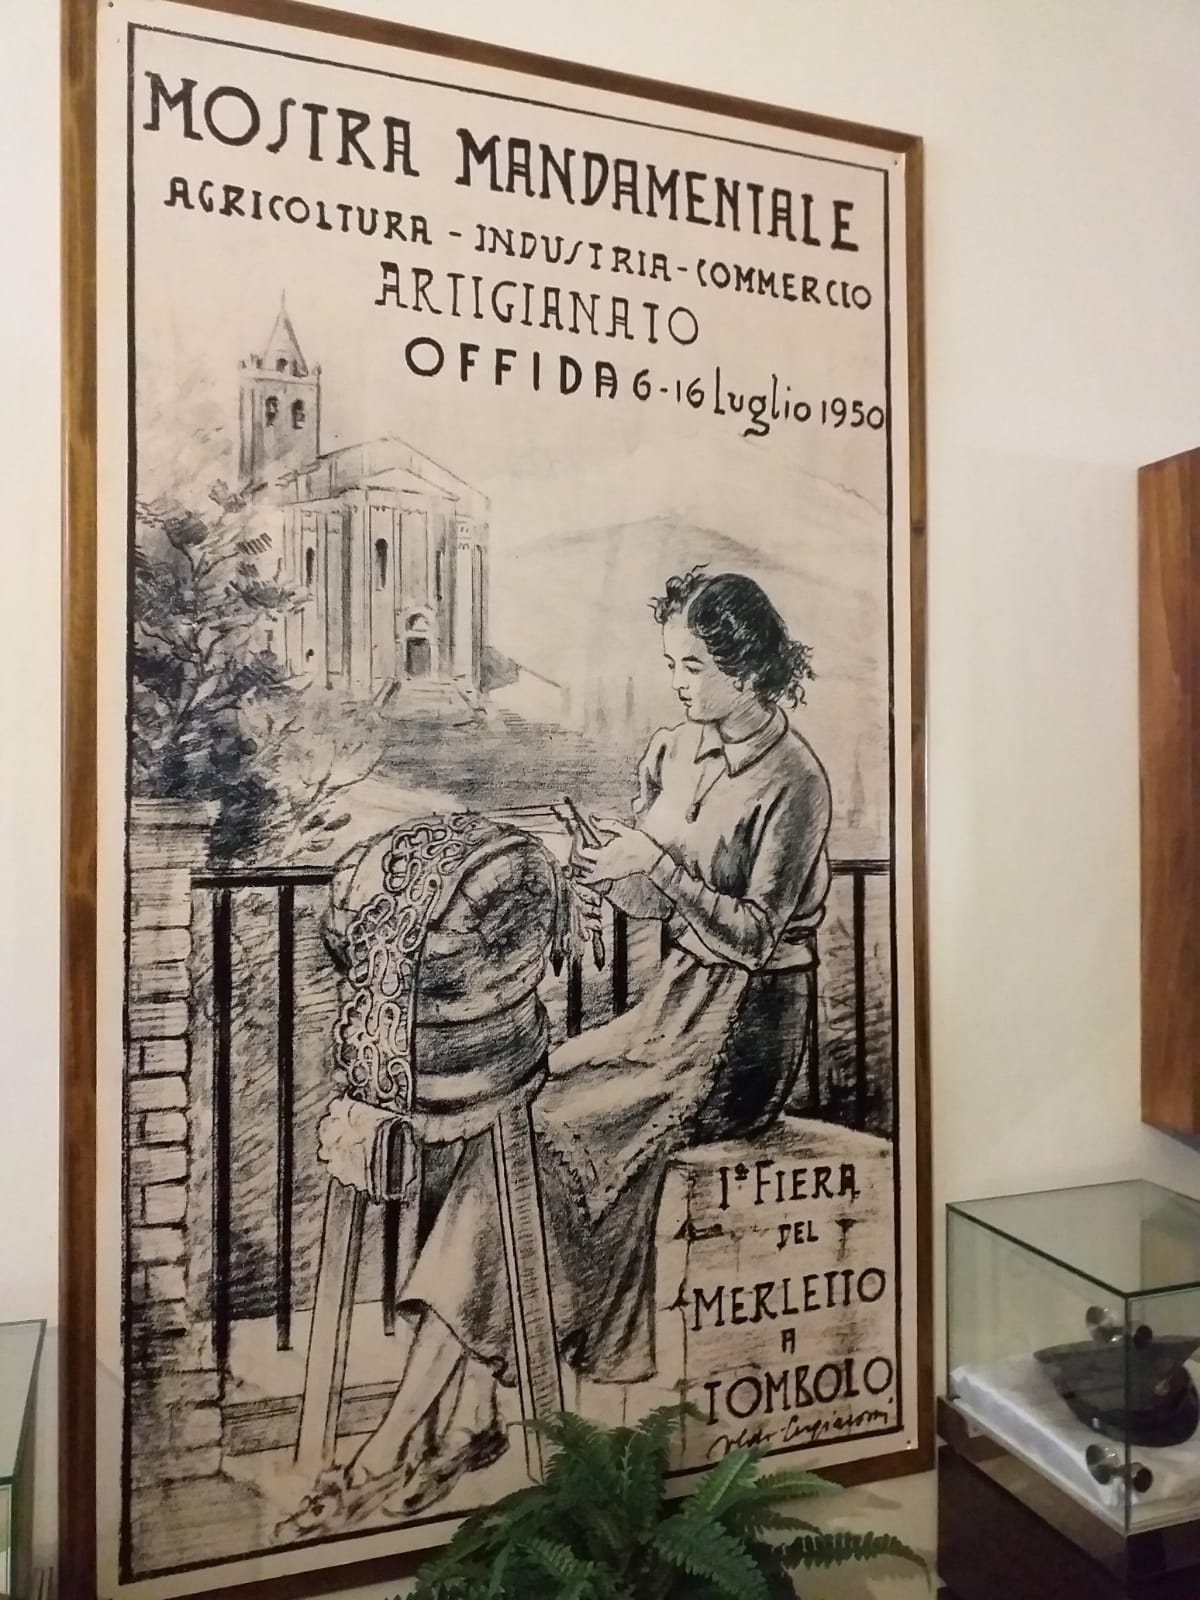 MOSTRA MANDAMENTALE
AGRICOLTURA - INDUSTRIA - COMMERCIO
ARTIGIANATO
OFFIDA 6-16 luglio 1950
1ª FIERA
DEL
MERLETTO
A
TOMBOLO